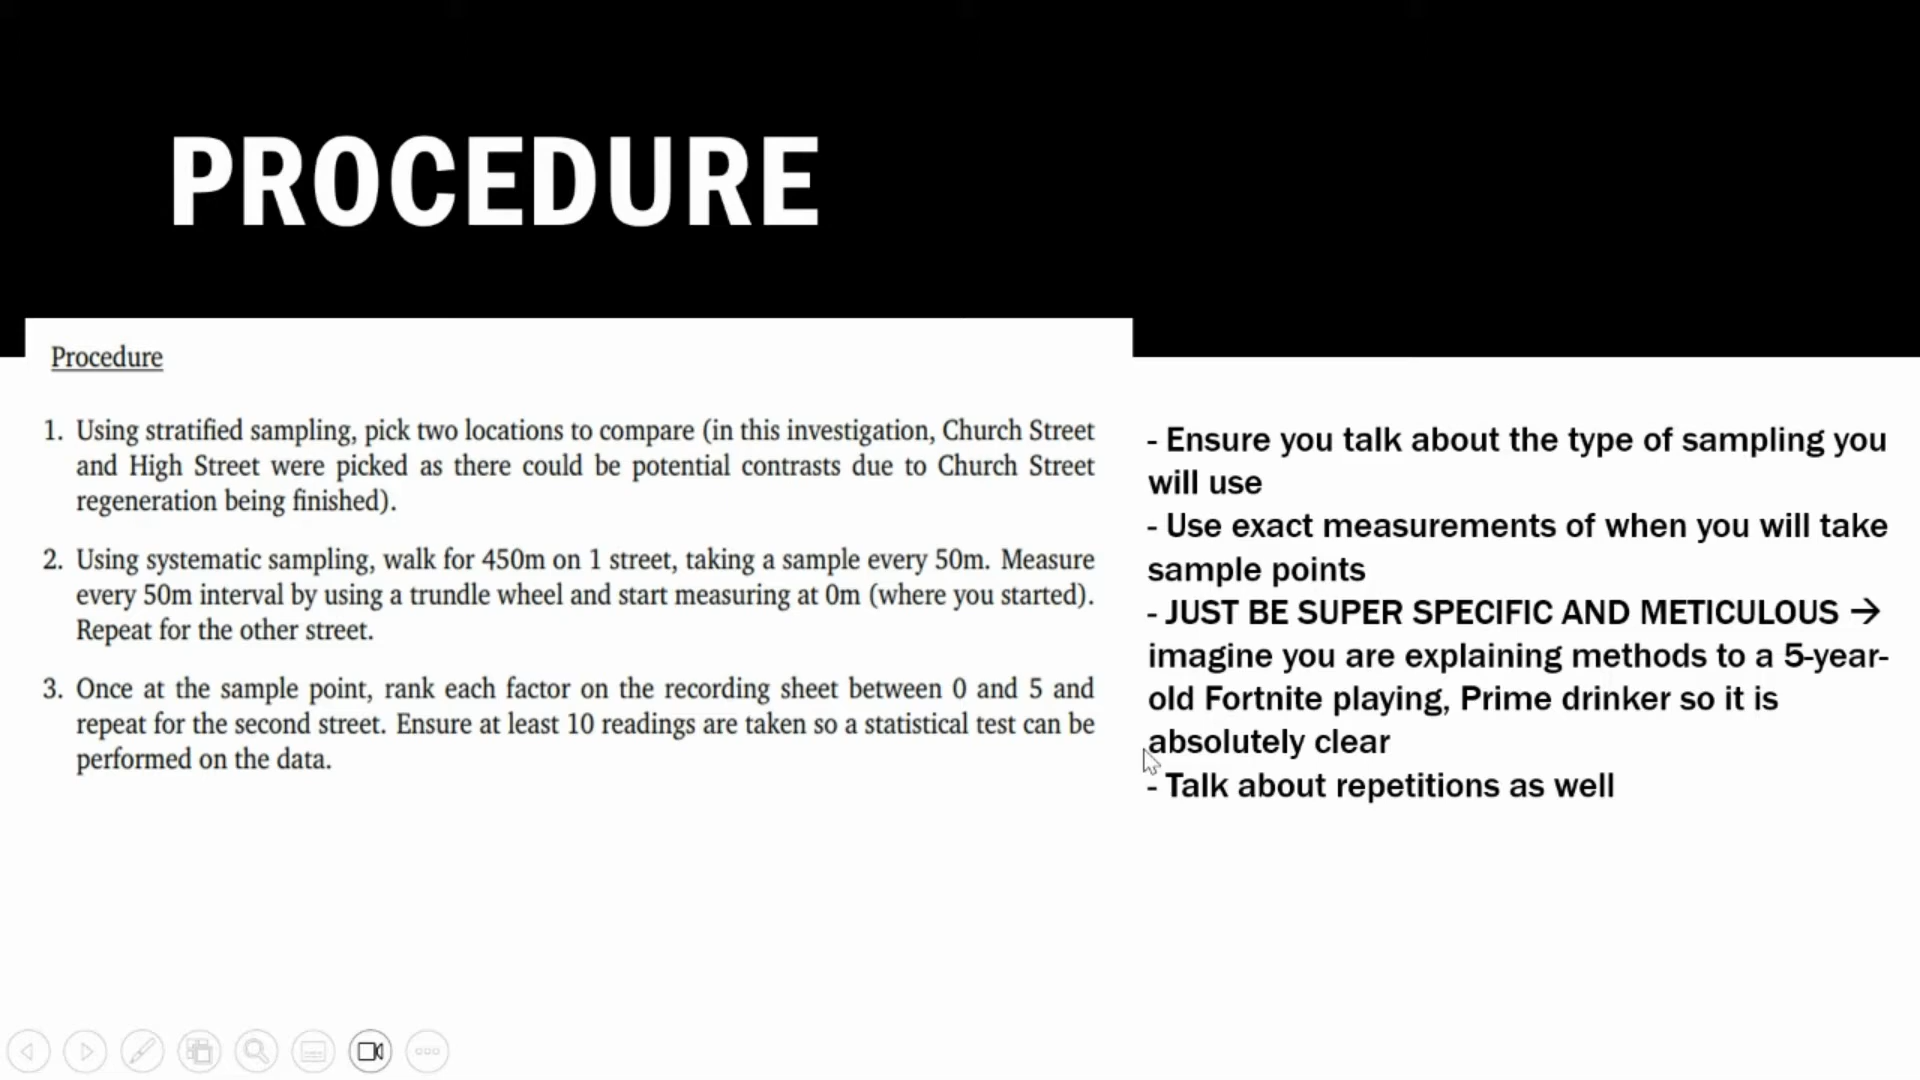 PROCEDURE
Procedure
1. Using stratified sampling, pick two locations to compare (in this investigation, Church Street
and High Street were picked as there could be potential contrasts due to Church Street
regeneration being finished).
2. Using systematic sampling, walk for 450m on 1 street, taking a sample every 50m. Measure
every 50m interval by using a trundle wheel and start measuring at 0m (where you started).
Repeat for the other street.
3. Once at the sample point, rank each factor on the recording sheet between 0 and 5 and
repeat for the second street. Ensure at least 10 readings are taken so a statistical test can be
performed on the data.
- Ensure you talk about the type of sampling you
will use
- Use exact measurements of when you will take
sample points
- JUST BE SUPER SPECIFIC AND METICULOUS →
imagine you are explaining methods to a 5-year-
old Fortnite playing, Prime drinker so it is
absolutely clear
- Talk about repetitions as well